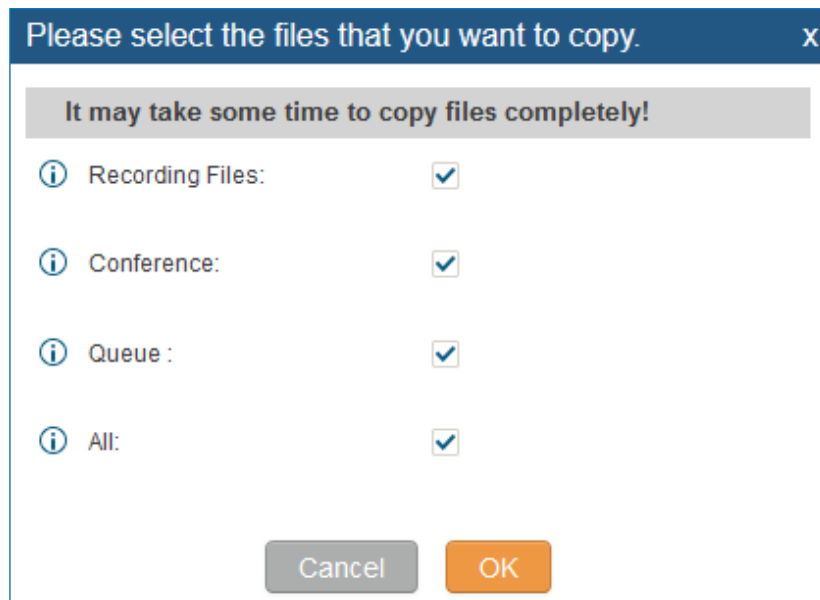 Please select the files that you want to copy. x
It may take some time to copy files completely!
Recording Files:
Conference:
Queue :
All:
Cancel OK